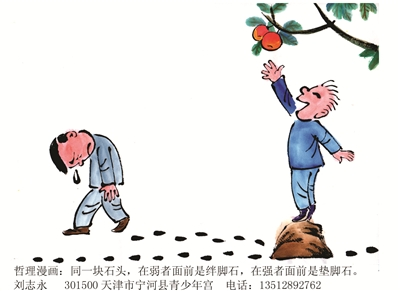 哲理漫画：同一块石头，在弱者面前是绊脚石，在强者面前是垫脚石。
刘志永 301500 天津市宁河县青少年宫 电话：13512892762